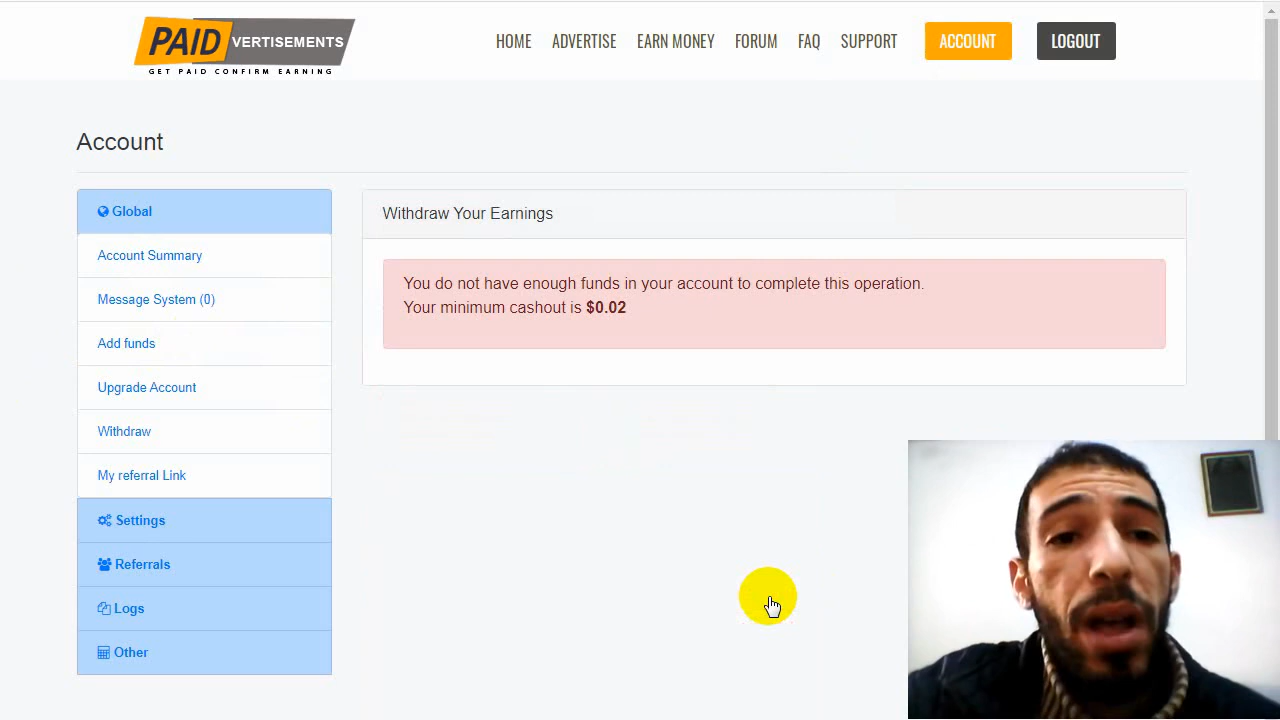 PAID VERTISEMENTS
GET PAID CONFIRM EARNING
HOME ADVERTISE EARN MONEY FORUM FAQ SUPPORT ACCOUNT LOGOUT
Account
Global
Account Summary
Message System (0)
Add funds
Upgrade Account
Withdraw
My referral Link
Settings
Referrals
Logs
Other
Withdraw Your Earnings
You do not have enough funds in your account to complete this operation.
Your minimum cashout is $0.02